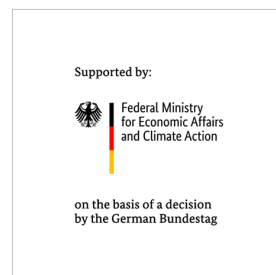 Supported by:
Federal Ministry
for Economic Affairs
and Climate Action
on the basis of a decision
by the German Bundestag